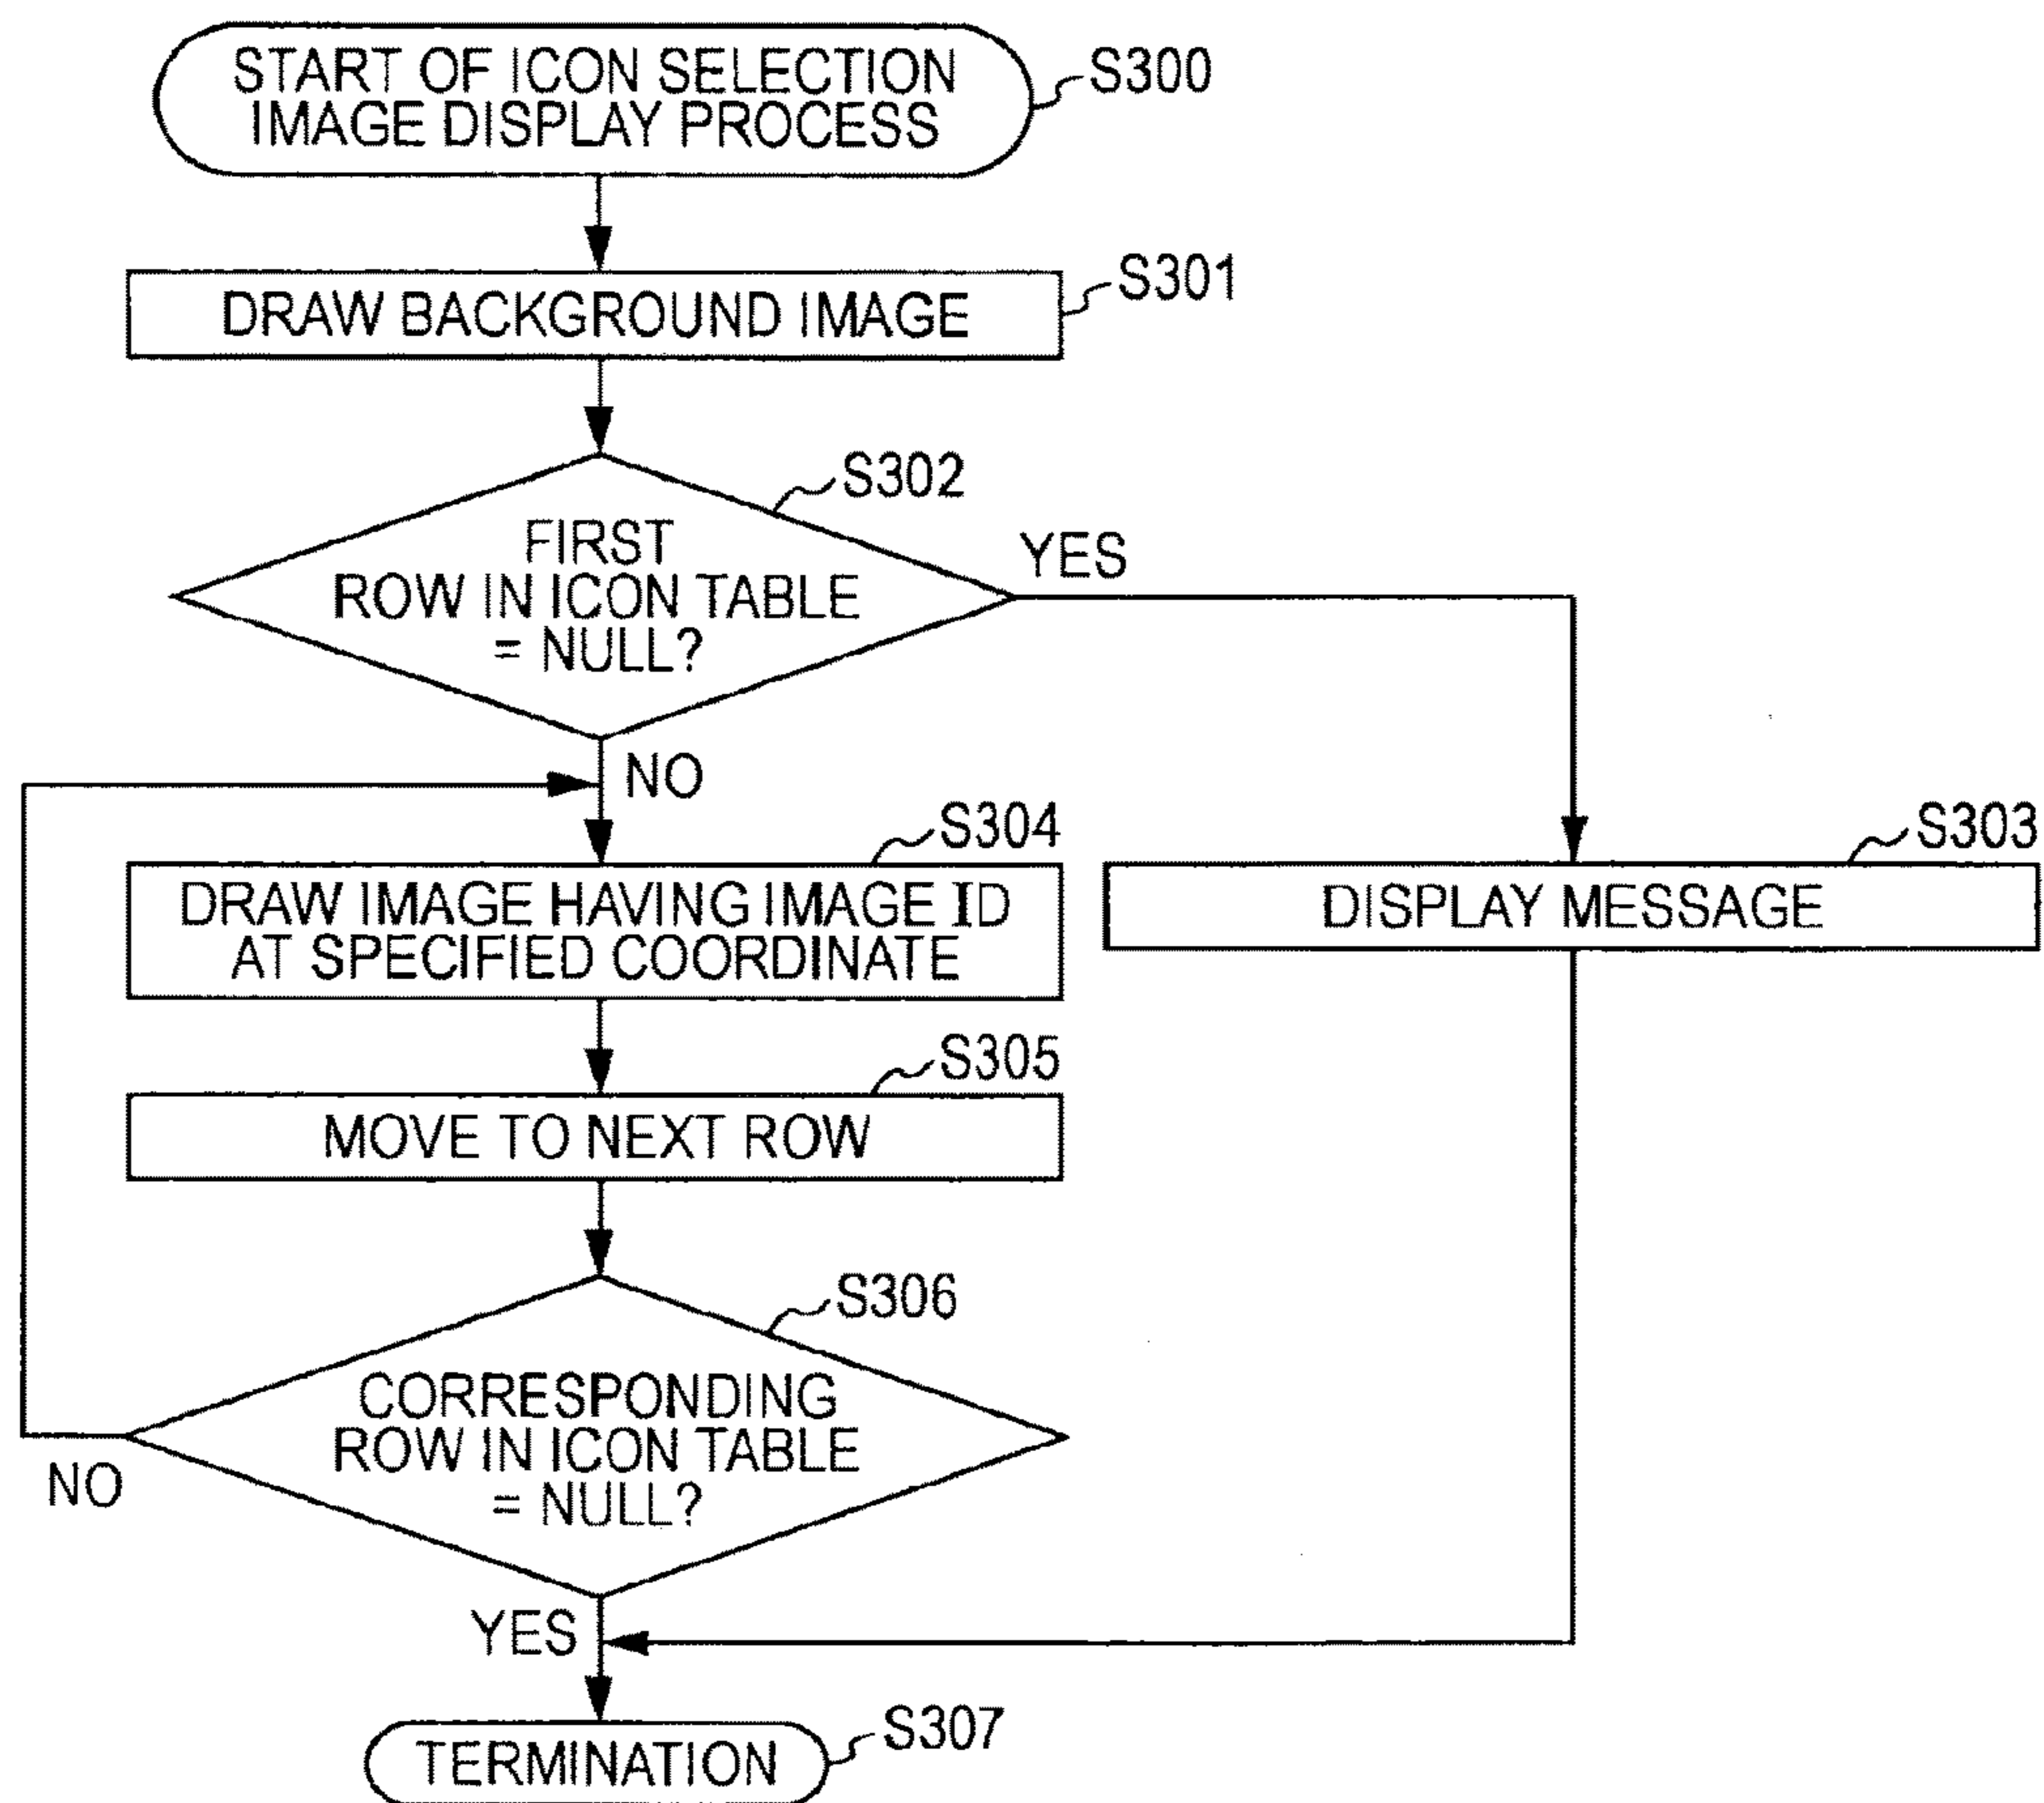 START OF ICON SELECTION
IMAGE DISPLAY PROCESS
S300
DRAW BACKGROUND IMAGE
S301
S302
FIRST
ROW IN ICON TABLE
= NULL?
YES
NO
S304
DRAW IMAGE HAVING IMAGE ID
AT SPECIFIED COORDINATE
S303
DISPLAY MESSAGE
S305
MOVE TO NEXT ROW
S306
CORRESPONDING
ROW IN ICON TABLE
= NULL?
NO
YES
TERMINATION
S307